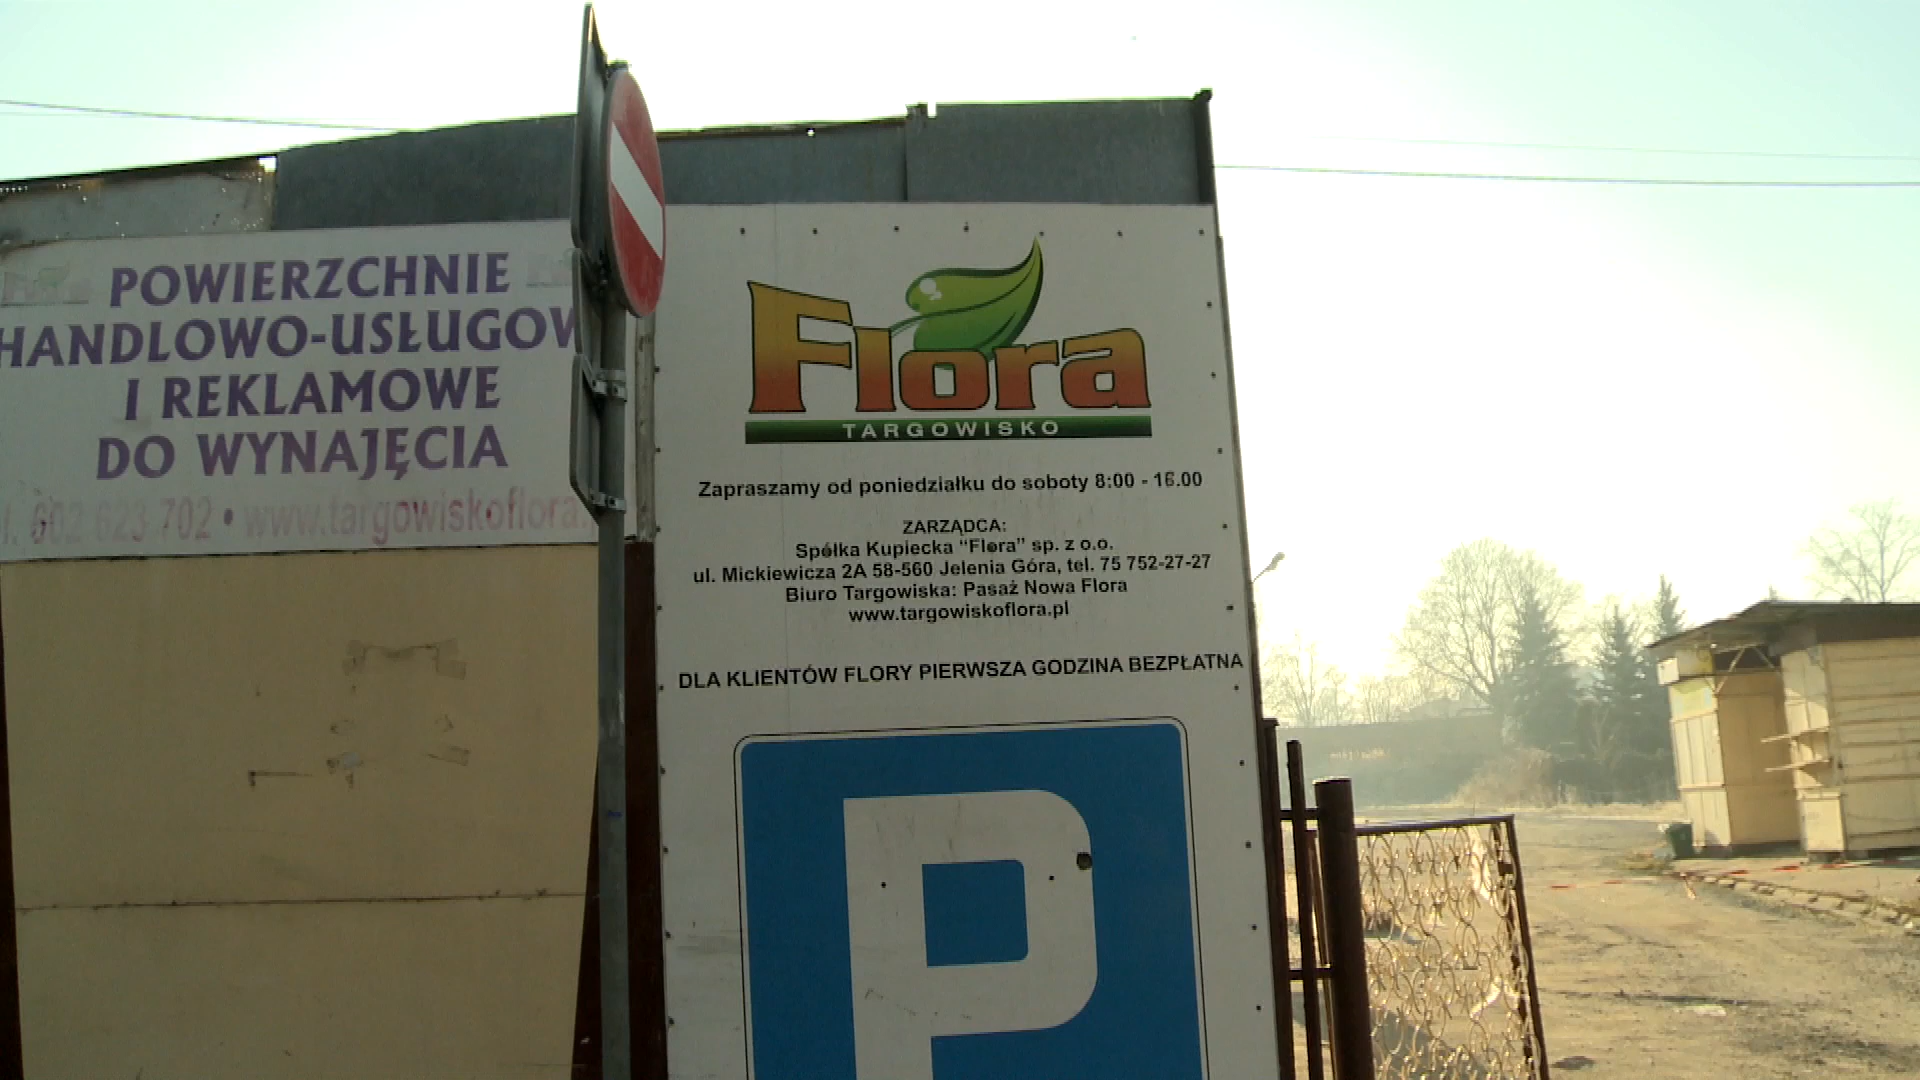 POWIERZCHNIE
HANDLOWO-USŁUGOW
I REKLAMOWE
DO WYNAJĘCIA
602 623 702 • www.targowiskoflora.
Flora
TARGOWISKO
Zapraszamy od poniedziałku do soboty 8:00 - 16.00
ZARZĄDCA:
Spółka Kupiecka "Flora" sp. z o.o.
ul. Mickiewicza 2A 58-560 Jelenia Góra, tel. 75 752-27-27
Biuro Targowiska: Pasaż Nowa Flora
www.targowiskoflora.pl
DLA KLIENTÓW FLORY PIERWSZA GODZINA BEZPŁATNA
P